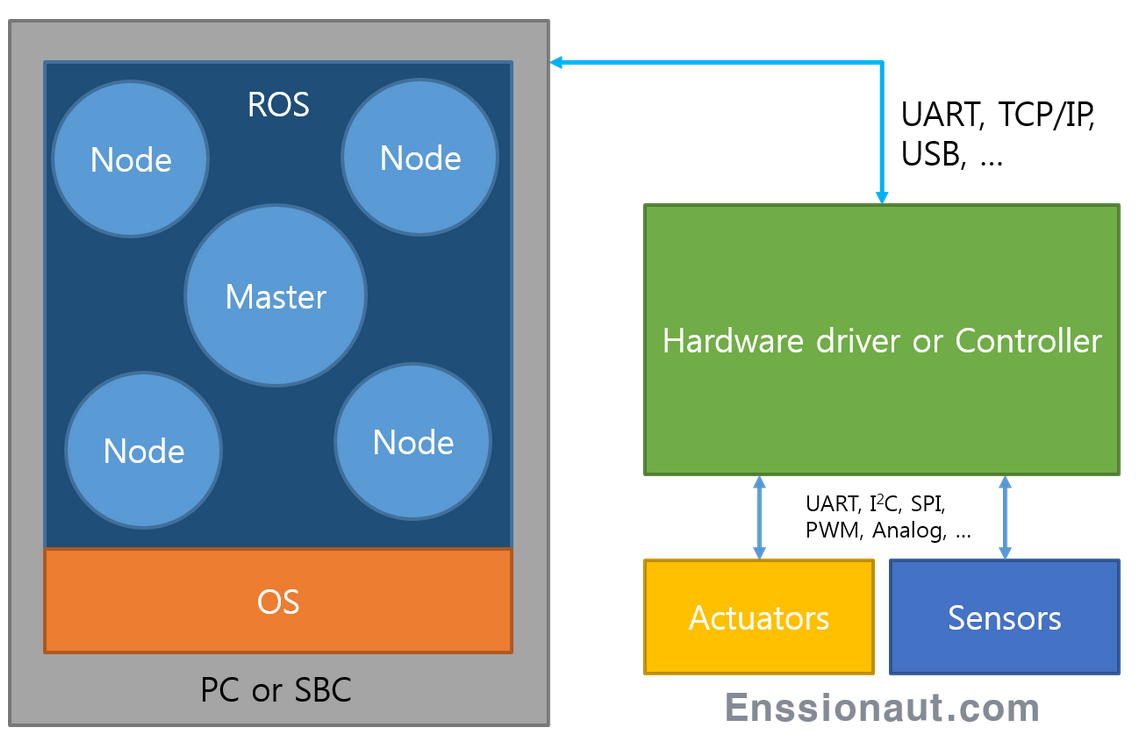 ROS
Node
Node
Master
Node
Node
OS
PC or SBC
UART, TCP/IP,
USB, ...
Hardware driver or Controller
UART, I²C, SPI,
PWM, Analog, ...
Actuators
Sensors
Enssionaut.com